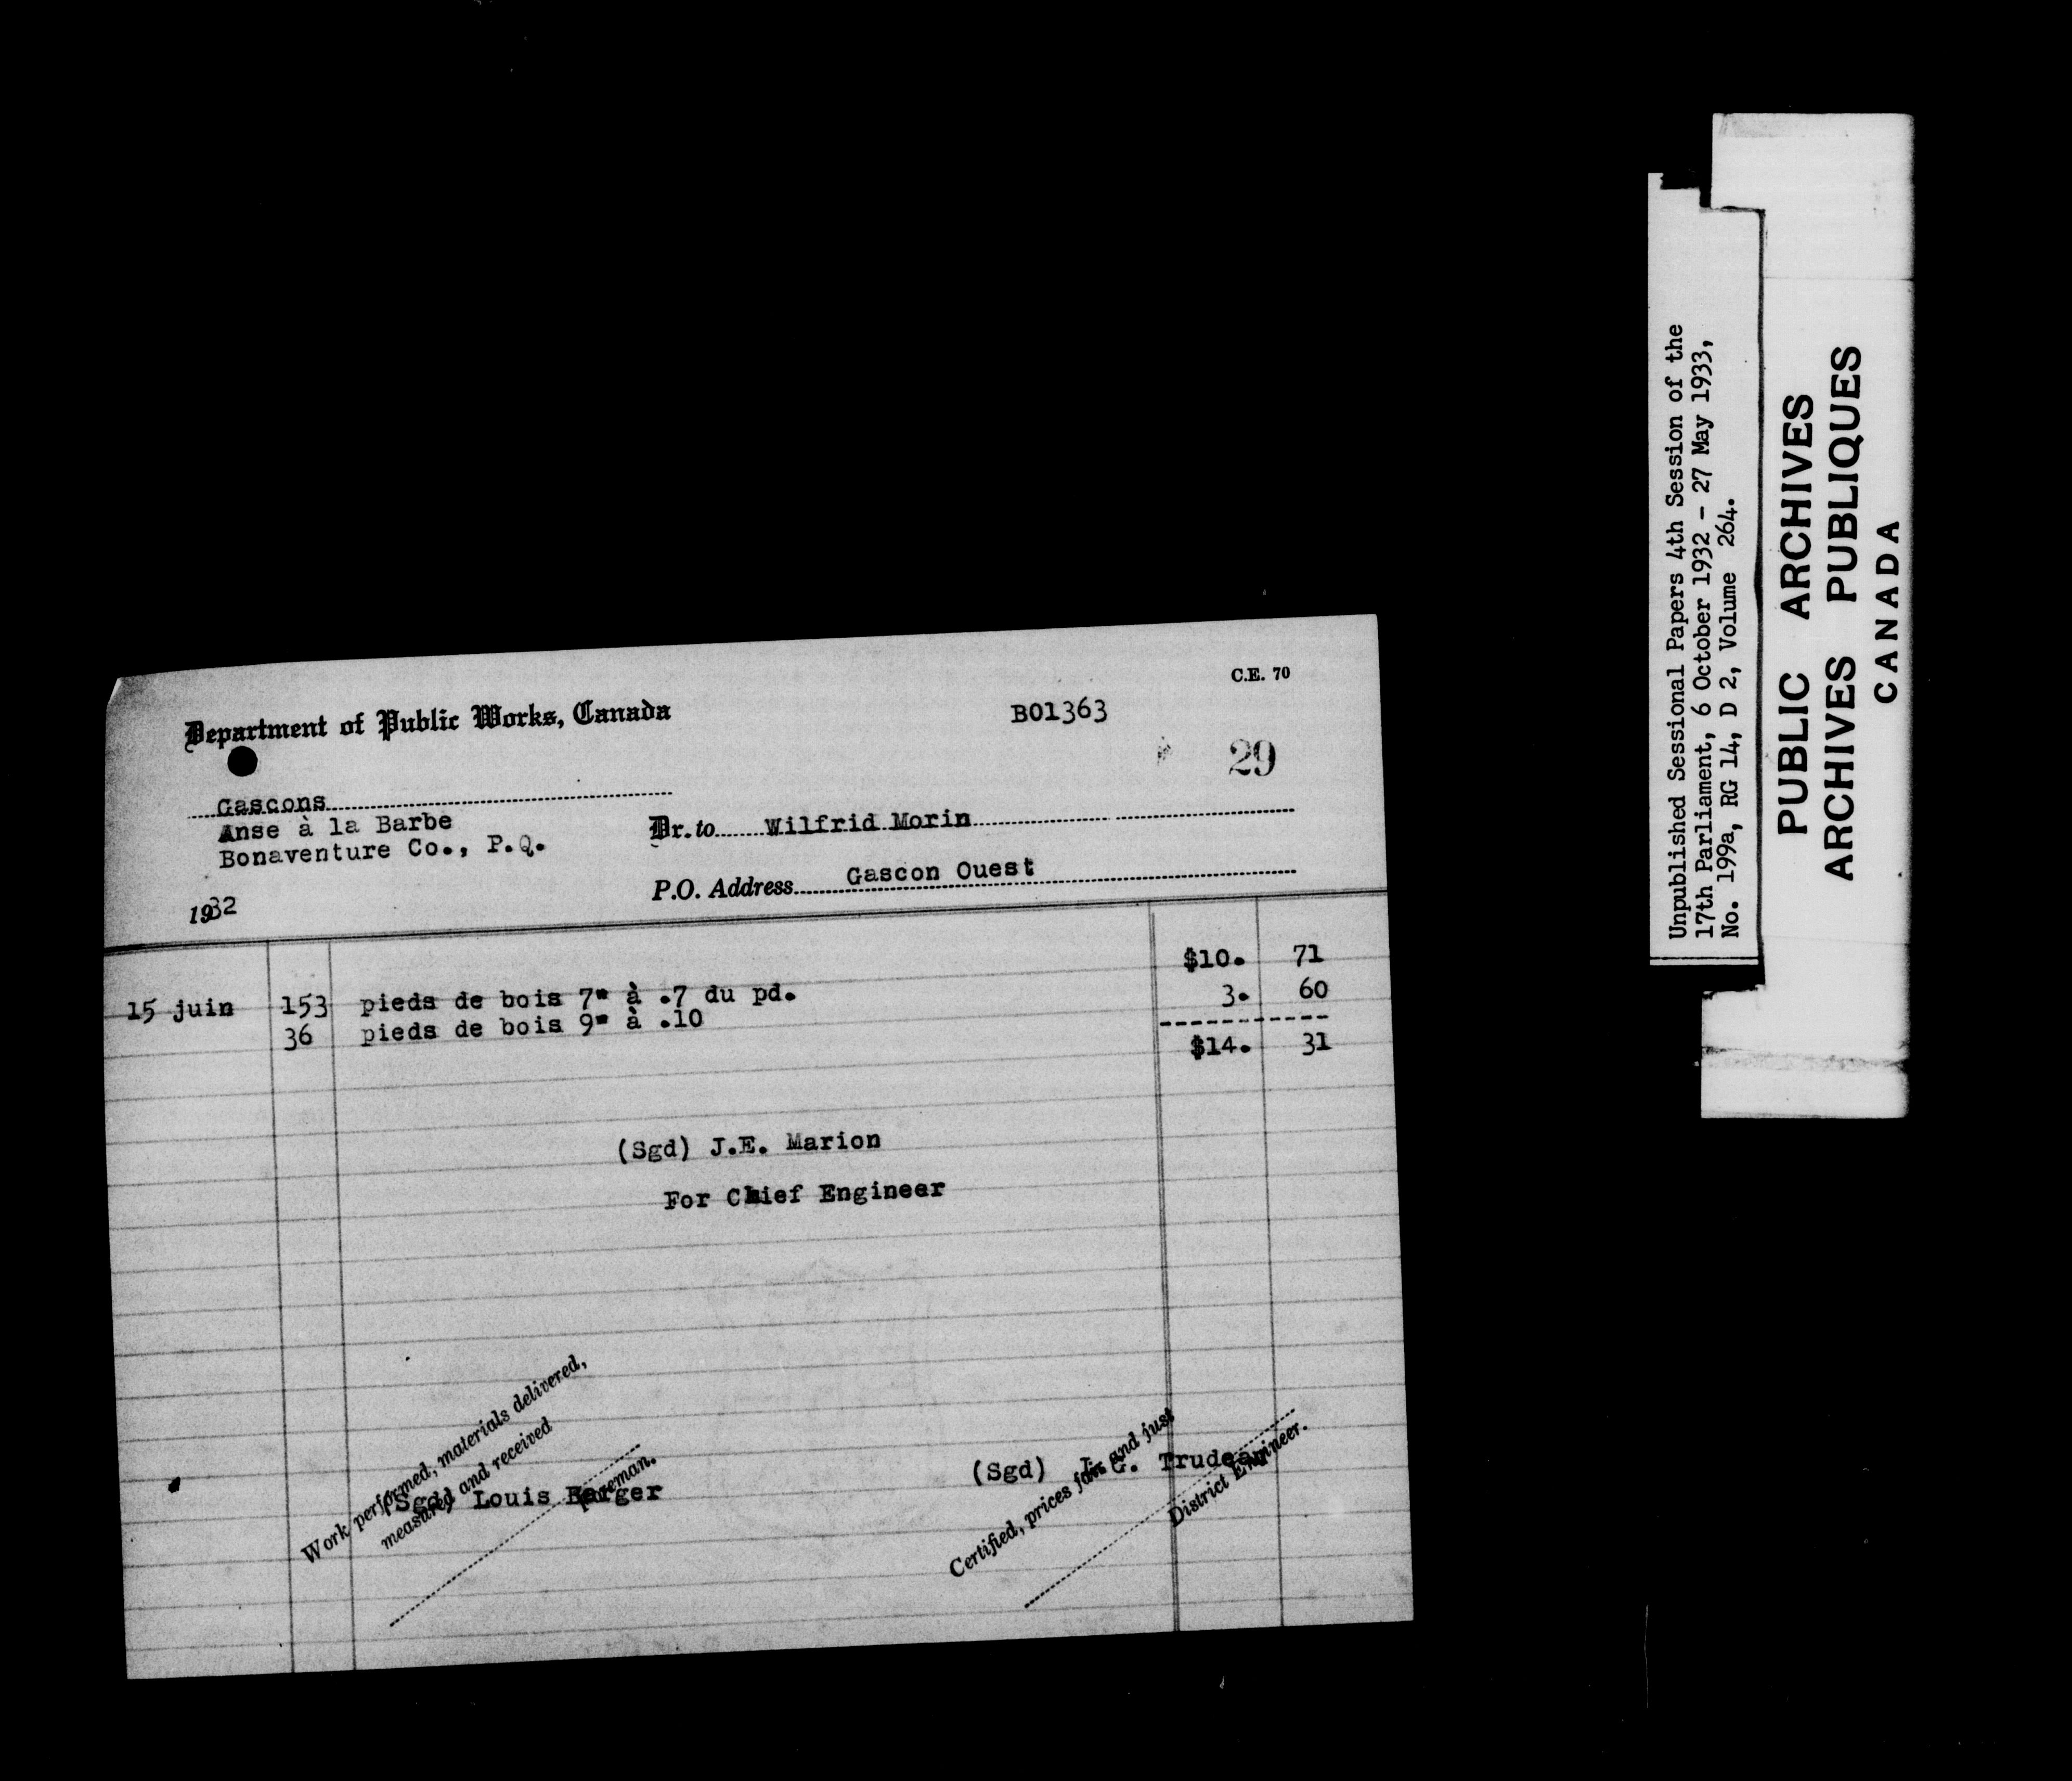 C.E. 70
Department of Public Works, Canada
B01363
29
Gascons
Anse à la Barbe
Bonaventure Co., P.Q.
Dr. to Wilfrid Morin
P.O. Address Gascon Ouest
1932
15 juin 153 pieds de bois 7" à .7 du pd. $10. 71
36 pieds de bois 9" à .10 3. 60
$14. 31
(Sgd) J.E. Marion
For Chief Engineer
Work performed, materials delivered,
measured and received
(Sgd) Louis
Foreman.
Certified, prices fair and just
(Sgd) G. Trudeau
District Engineer.
Unpublished Sessional Papers 4th Session of the
17th Parliament, 6 October 1932 - 27 May 1933,
No. 199a, RG 14, D 2, Volume 264.
PUBLIC ARCHIVES
ARCHIVES PUBLIQUES
CANADA